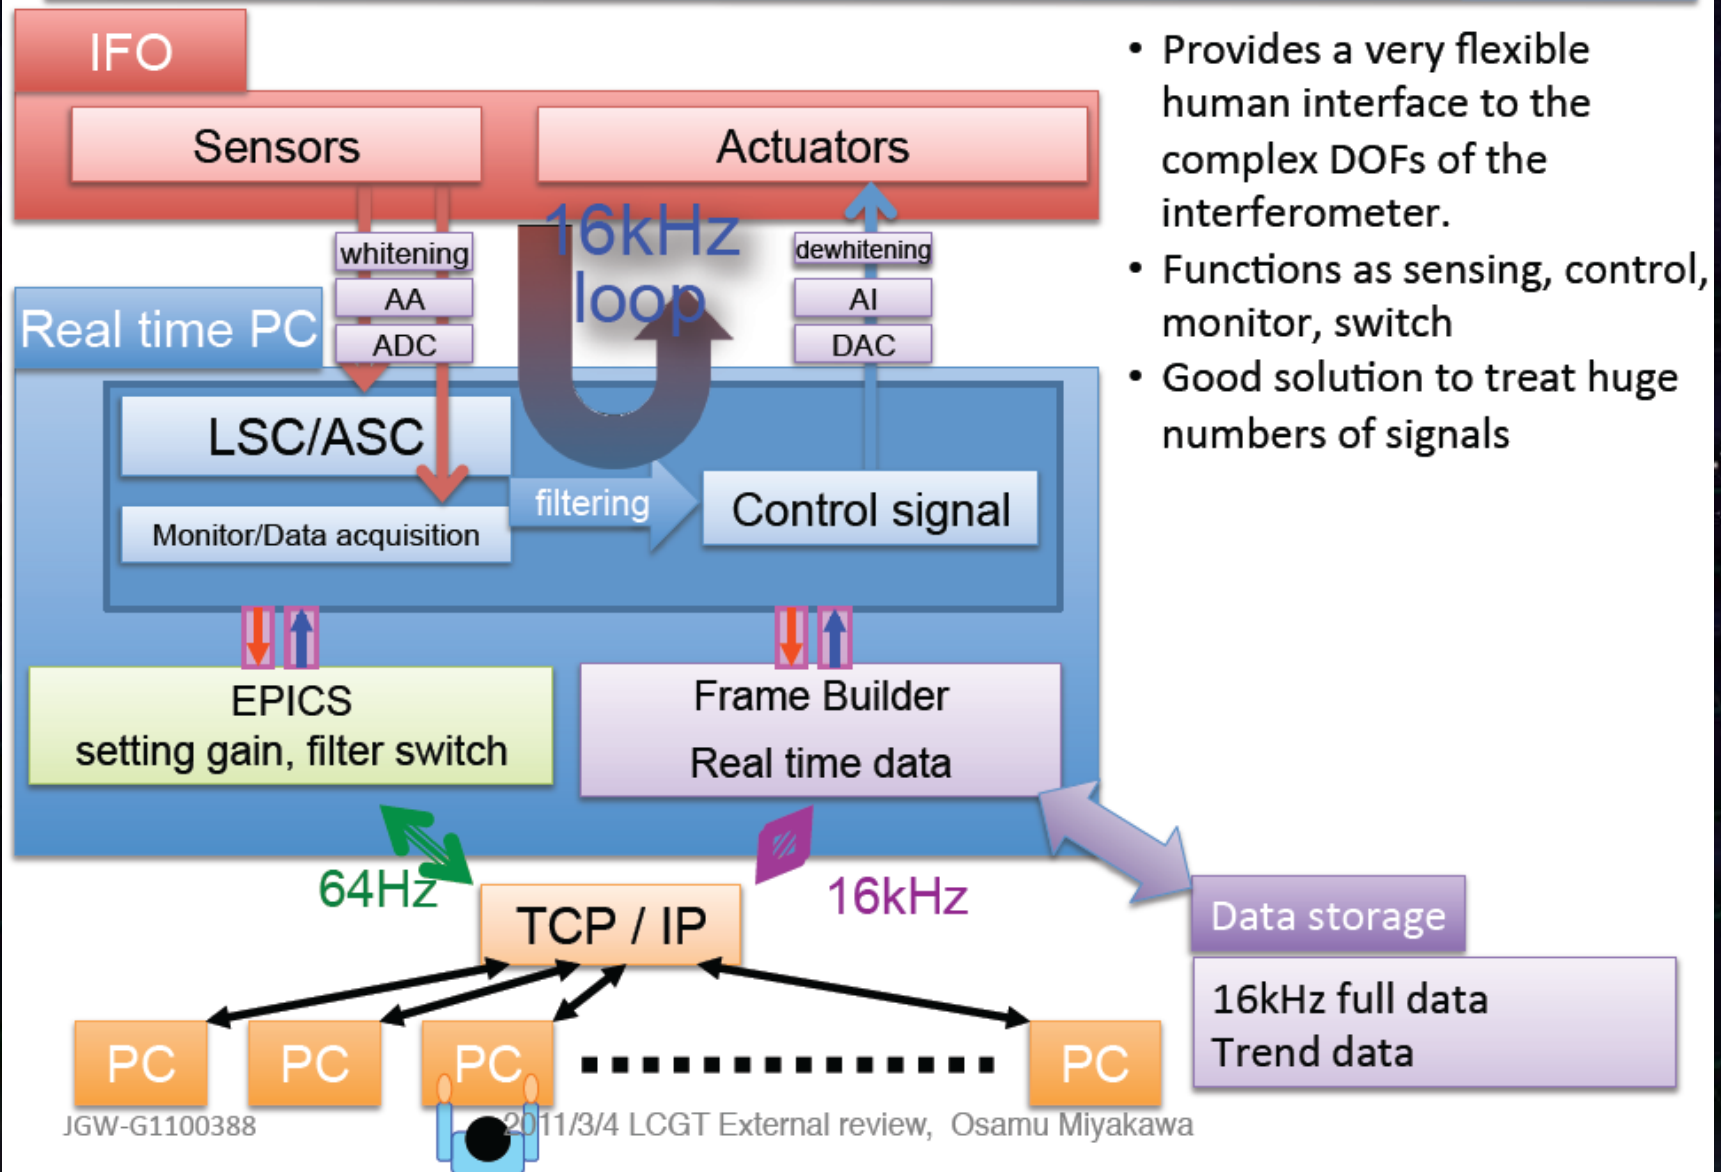 IFO
Sensors
Actuators
16kHz
loop
whitening
AA
ADC
dewhitening
AI
DAC
Real time PC
LSC/ASC
Monitor/Data acquisition
filtering
Control signal
EPICS
setting gain, filter switch
Frame Builder
Real time data
64Hz
16kHz
TCP / IP
Data storage
16kHz full data
Trend data
PC
PC
PC
PC
• Provides a very flexible
human interface to the
complex DOFs of the
interferometer.
• Functions as sensing, control,
monitor, switch
• Good solution to treat huge
numbers of signals
JGW-G1100388
2011/3/4 LCGT External review, Osamu Miyakawa